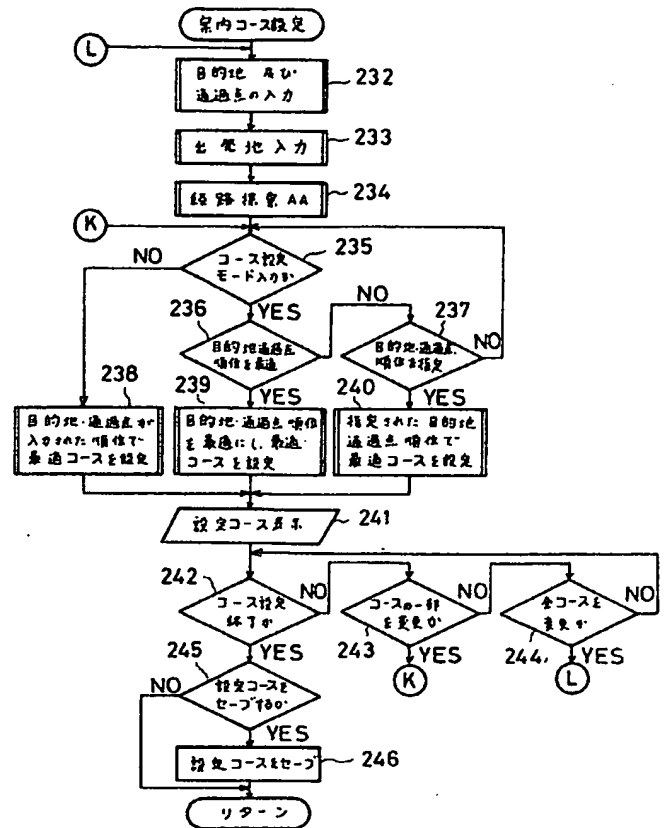 案内コース設定
L
目的地 及び
通過点の入力
232
出発地入力
233
経路探索 AA
234
K
235
コース設定
モード入力か
NO
YES
236
目的地通過点
順位を最適
NO
YES
237
目的地・通過点
順位を指定
NO
YES
238
目的地・通過点が
入力された順位で
最適コースを設定
239
目的地・通過点順位
を最適にし、最適
コースを設定
240
指定された目的地
通過点順位で
最適コースを設定
設定コース表示
241
242
コース設定
終了か
NO
YES
コースの一部
を変更か
243
NO
YES
K
全コースを
変更か
244
NO
YES
L
245
設定コースを
セーブするか
NO
YES
設定コースをセーブ
246
リターン